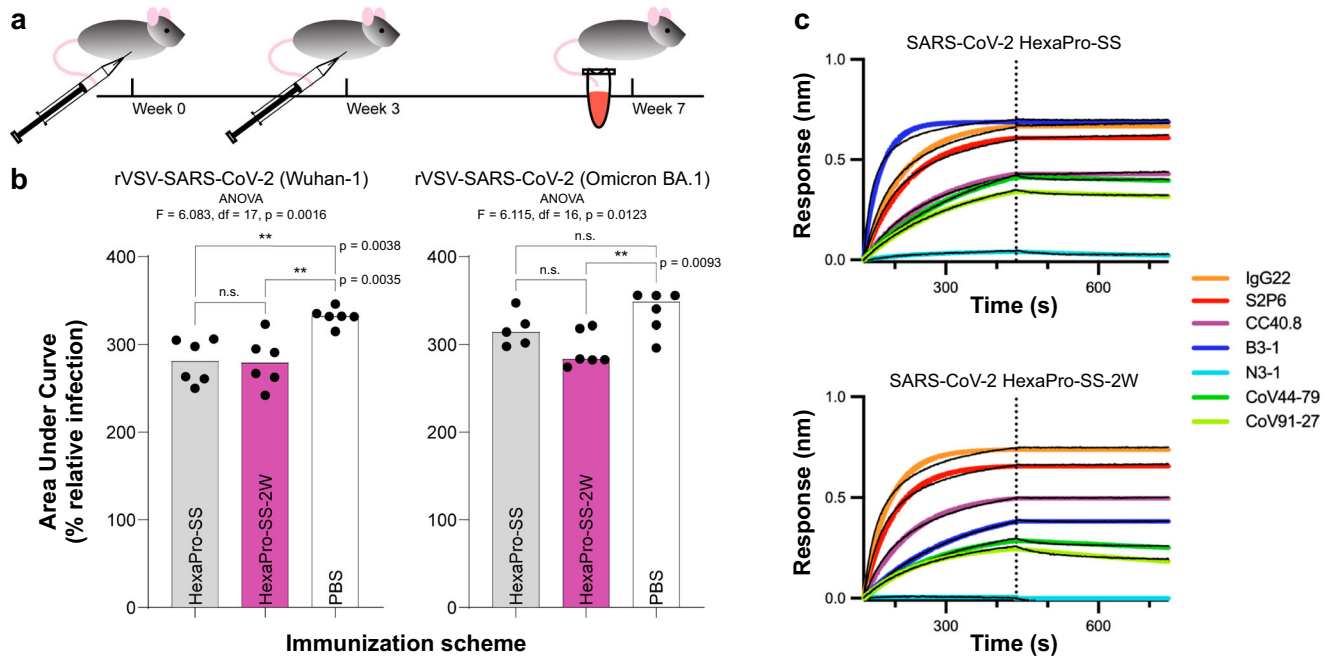 a
Week 0
Week 3
Week 7
b
rVSV-SARS-CoV-2 (Wuhan-1)
ANOVA
F = 6.083, df = 17, p = 0.0016
**
p = 0.0038
**
p = 0.0035
n.s.
400
300
200
100
0
HexaPro-SS
HexaPro-SS-2W
PBS
rVSV-SARS-CoV-2 (Omicron BA.1)
ANOVA
F = 6.115, df = 16, p = 0.0123
n.s.
**
p = 0.0093
n.s.
400
300
200
100
0
HexaPro-SS
HexaPro-SS-2W
PBS
Area Under Curve
(% relative infection)
Immunization scheme
c
SARS-CoV-2 HexaPro-SS
1.0
0.5
0.0
Response (nm)
300
600
Time (s)
SARS-CoV-2 HexaPro-SS-2W
1.0
0.5
0.0
Response (nm)
300
600
Time (s)
IgG22
S2P6
CC40.8
B3-1
N3-1
CoV44-79
CoV91-27